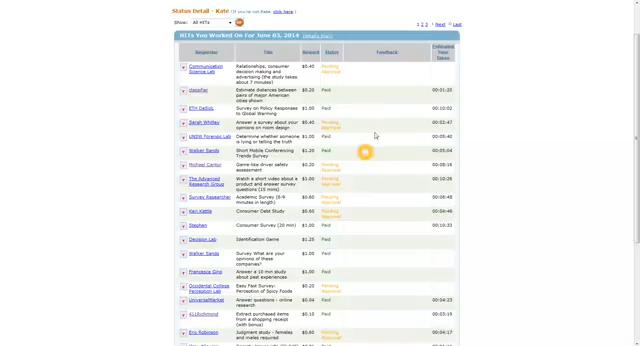 Status Detail - Kate (If you're not Kate, click here.)
Show: All HITs
1 2 3 Next Last
HITs You Worked On For June 03, 2014 (Details Daily)
Requester Title Reward Status Feedback Estimated Time Taken
Communication Science Lab Relationships, consumer decision making and advertising (the study takes about 7 minutes) $0.40 Pending Approval
classifier Estimate distances between pairs of major American cities shown $0.20 Paid 00:01:20
ETH DeSciL Survey on Policy Responses to Global Warming $1.00 Paid 00:10:02
Sarah Whitley Answer a survey about your opinions on room design $0.40 Pending Approval 00:02:47
UNSW Forensic Lab Determine whether someone is lying or telling the truth $1.00 Paid 00:05:40
Walker Sands Short Mobile Conferencing Trends Survey $1.20 Paid 00:05:04
Michael Cantor Game-like driver safety assessment $0.20 Pending Approval 00:08:16
The Advanced Research Group Watch a short video about a product and answer survey questions (15 mins) $1.00 Pending Approval 00:10:26
Survey Researcher Academic Survey (8-9 minutes in length) $0.60 Pending Approval 00:08:45
Keri Kettle Consumer Debt Study $0.60 Pending Approval 00:04:46
Stephen Consumer Survey (20 min) $1.00 Paid 00:10:33
Decision Lab Identification Game $1.25 Paid
Walker Sands Survey What are your opinions of these companies? $1.00 Paid
Francesca Gino Answer a 10 min study about past experiences $1.00 Paid
Occidental College Perception Lab Easy Fast Survey: Perception of Spicy Foods $0.20 Pending Approval
UniversalMarket Answer questions - online research $0.04 Paid 00:04:23
411Richmond Extract purchased items from a shopping receipt (with bonus) $0.10 Paid 00:03:19
Eric Robinson Judgment study - females and males required $0.60 Pending Approval 00:04:17